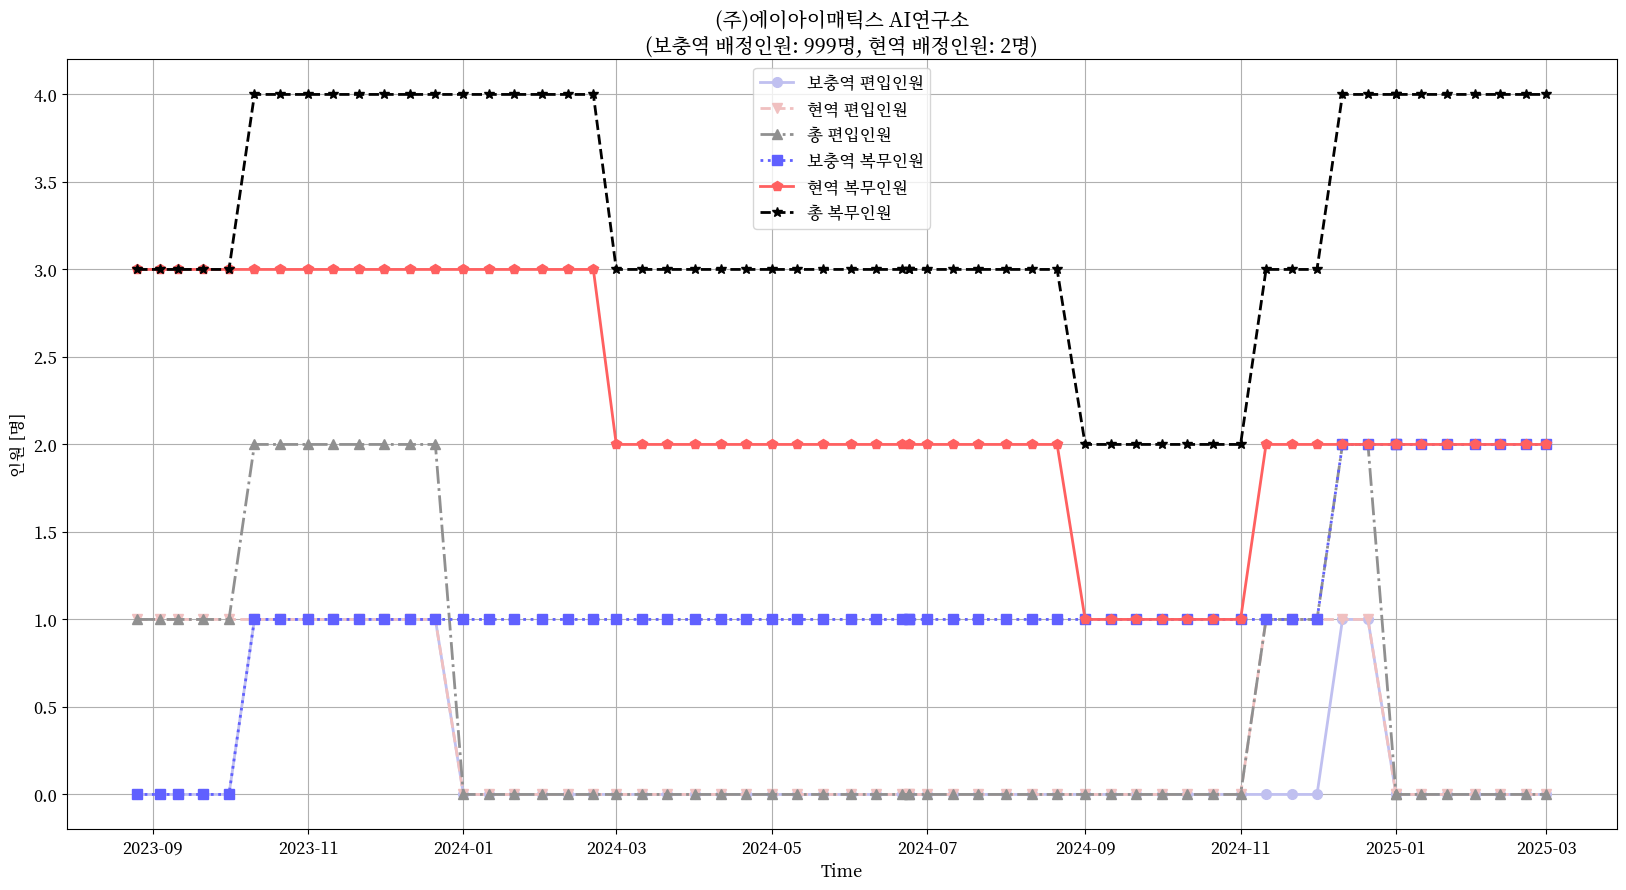 (주)에이아이매틱스 AI연구소
(보충역 배정인원: 999명, 현역 배정인원: 2명)
보충역 편입인원
현역 편입인원
총 편입인원
보충역 복무인원
현역 복무인원
총 복무인원
4.0
3.5
3.0
2.5
2.0
1.5
1.0
0.5
0.0
인원 [명]
2023-09 2023-11 2024-01 2024-03 2024-05 2024-07 2024-09 2024-11 2025-01 2025-03
Time